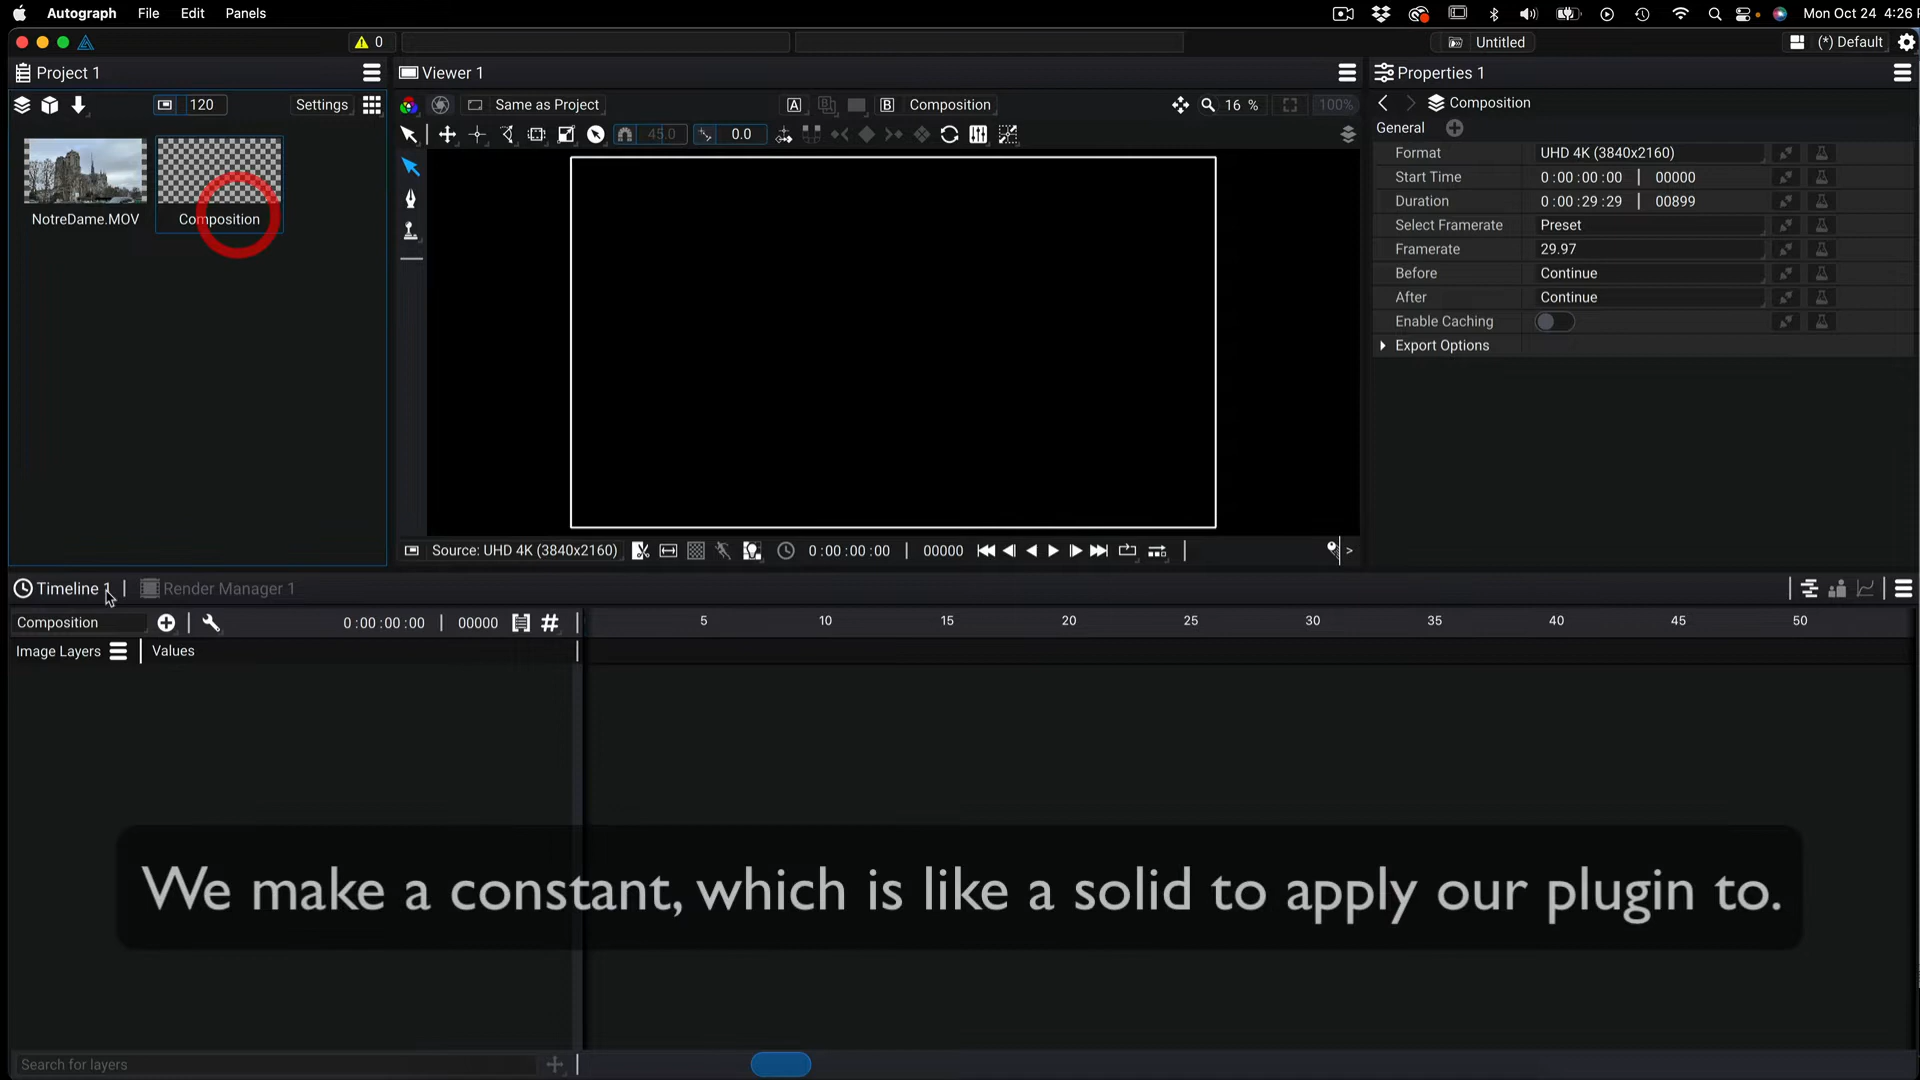 Autograph File Edit Panels
Mon Oct 24 4:26
0
Untitled
(*) Default
Project 1
Viewer 1
Properties 1
120
Settings
Same as Project
A
B
Composition
16 %
100%
Composition
45.0
0.0
General
NotreDame.MOV
Composition
Format UHD 4K (3840x2160)
Start Time 0:00:00:00 | 00000
Duration 0:00:29:29 | 00899
Select Framerate Preset
Framerate 29.97
Before Continue
After Continue
Enable Caching
Export Options
Source: UHD 4K (3840x2160)
0:00:00:00 | 00000
Timeline 1
Render Manager 1
Composition
0:00:00:00 | 00000
5 10 15 20 25 30 35 40 45 50
Image Layers
Values
We make a constant, which is like a solid to apply our plugin to.
Search for layers